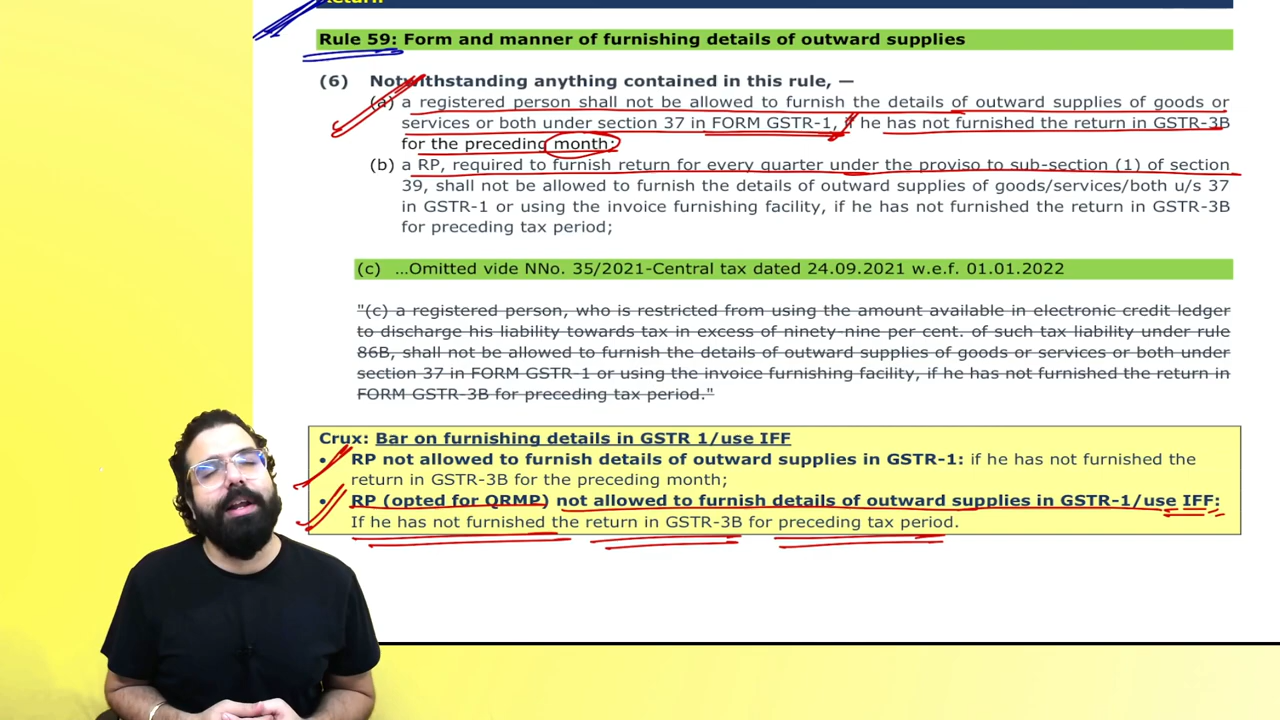 Return
Rule 59: Form and manner of furnishing details of outward supplies
(6) Notwithstanding anything contained in this rule, —
(a) a registered person shall not be allowed to furnish the details of outward supplies of goods or
services or both under section 37 in FORM GSTR-1, if he has not furnished the return in GSTR-3B
for the preceding month;
(b) a RP, required to furnish return for every quarter under the proviso to sub-section (1) of section
39, shall not be allowed to furnish the details of outward supplies of goods/services/both u/s 37
in GSTR-1 or using the invoice furnishing facility, if he has not furnished the return in GSTR-3B
for preceding tax period;
(c) …Omitted vide NNo. 35/2021-Central tax dated 24.09.2021 w.e.f. 01.01.2022
"(c) a registered person, who is restricted from using the amount available in electronic credit ledger
to discharge his liability towards tax in excess of ninety-nine per cent. of such tax liability under rule
86B, shall not be allowed to furnish the details of outward supplies of goods or services or both under
section 37 in FORM GSTR-1 or using the invoice furnishing facility, if he has not furnished the return in
FORM GSTR-3B for preceding tax period."
Crux: Bar on furnishing details in GSTR 1/use IFF
• RP not allowed to furnish details of outward supplies in GSTR-1: if he has not furnished the
return in GSTR-3B for the preceding month;
• RP (opted for QRMP) not allowed to furnish details of outward supplies in GSTR-1/use IFF:
If he has not furnished the return in GSTR-3B for preceding tax period.